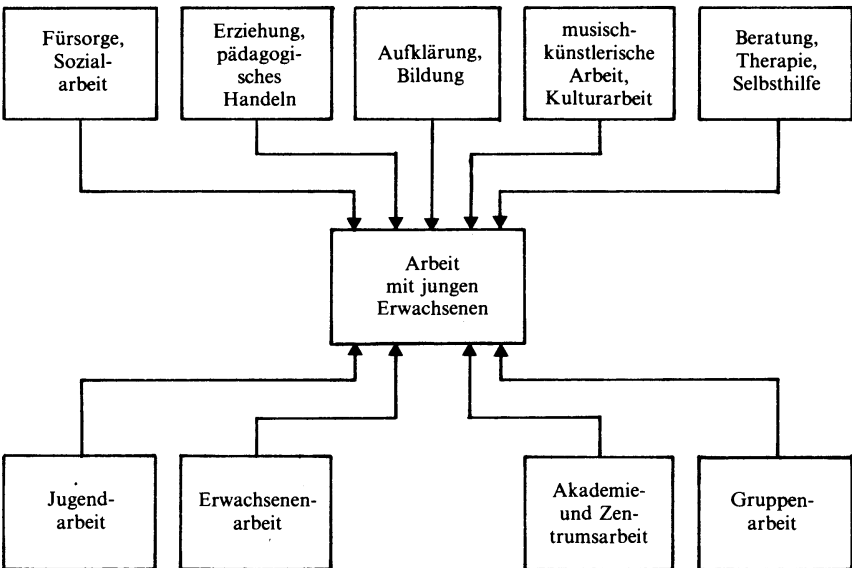 Fürsorge,
Sozial-
arbeit
Erziehung,
pädagogi-
sches
Handeln
Aufklärung,
Bildung
musisch-
künstlerische
Arbeit,
Kulturarbeit
Beratung,
Therapie,
Selbsthilfe
Arbeit
mit jungen
Erwachsenen
Jugend-
arbeit
Erwachsenen-
arbeit
Akademie-
und Zen-
trumsarbeit
Gruppen-
arbeit